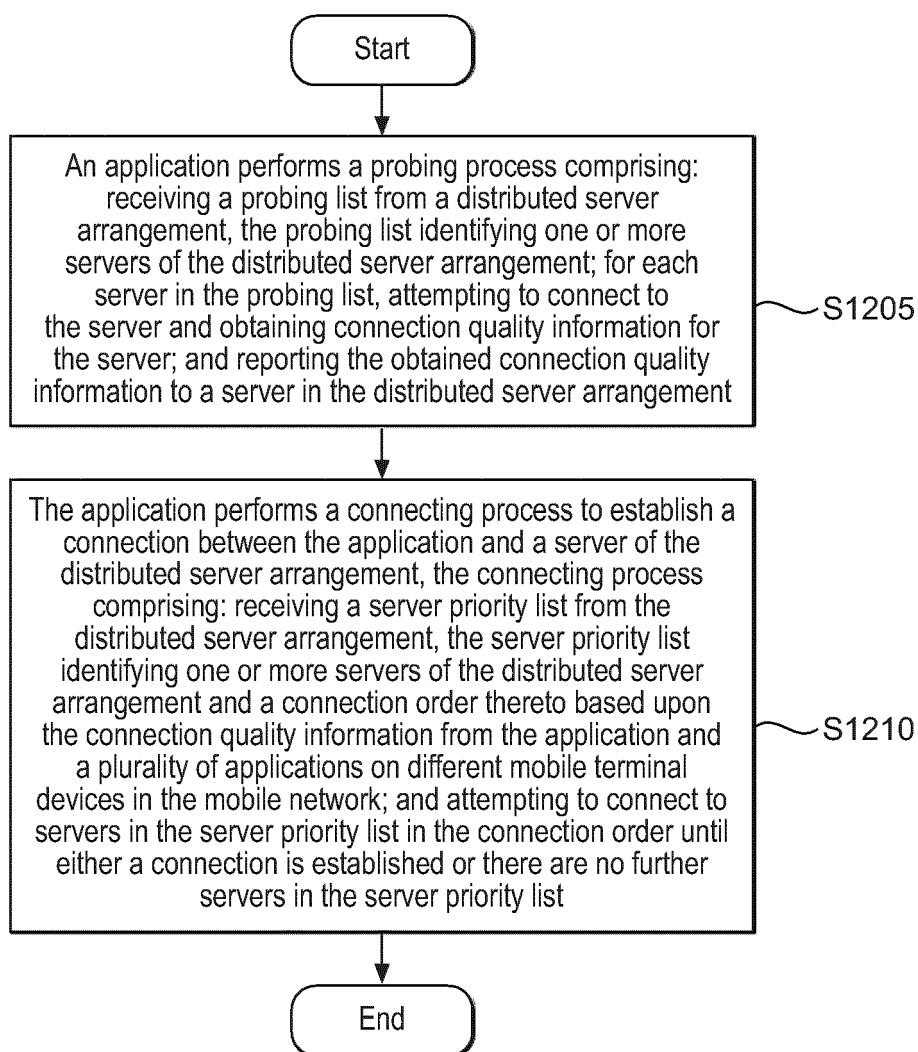 Start
An application performs a probing process comprising:
receiving a probing list from a distributed server
arrangement, the probing list identifying one or more
servers of the distributed server arrangement; for each
server in the probing list, attempting to connect to
the server and obtaining connection quality information for
the server; and reporting the obtained connection quality
information to a server in the distributed server arrangement
S1205
The application performs a connecting process to establish a
connection between the application and a server of the
distributed server arrangement, the connecting process
comprising: receiving a server priority list from the
distributed server arrangement, the server priority list
identifying one or more servers of the distributed server
arrangement and a connection order thereto based upon
the connection quality information from the application and
a plurality of applications on different mobile terminal
devices in the mobile network; and attempting to connect to
servers in the server priority list in the connection order until
either a connection is established or there are no further
servers in the server priority list
S1210
End